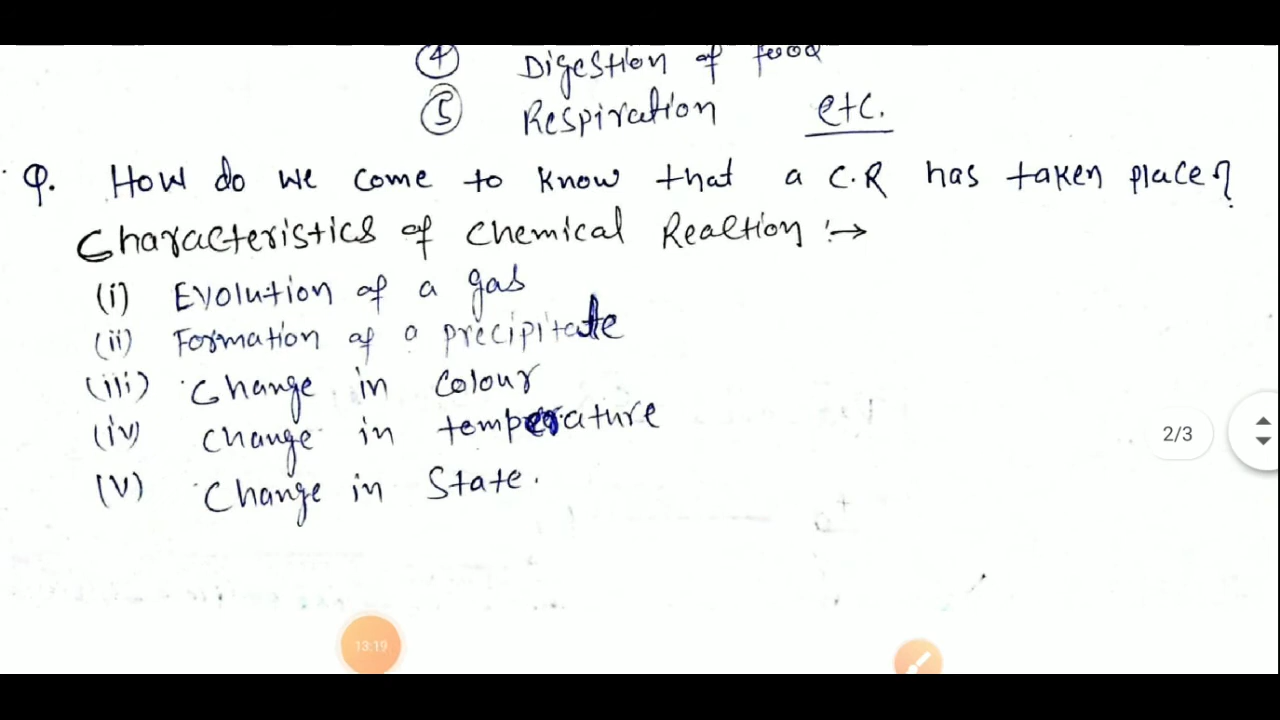 ④ Digestion of food
⑤ Respiration etc.
Q. How do we come to know that a C.R has taken place?
Characteristics of Chemical Reaction :→
(i) Evolution of a gas
(ii) Formation of a precipitate
(iii) Change in colour
(iv) change in temperature
(v) Change in State.
2/3
13:19